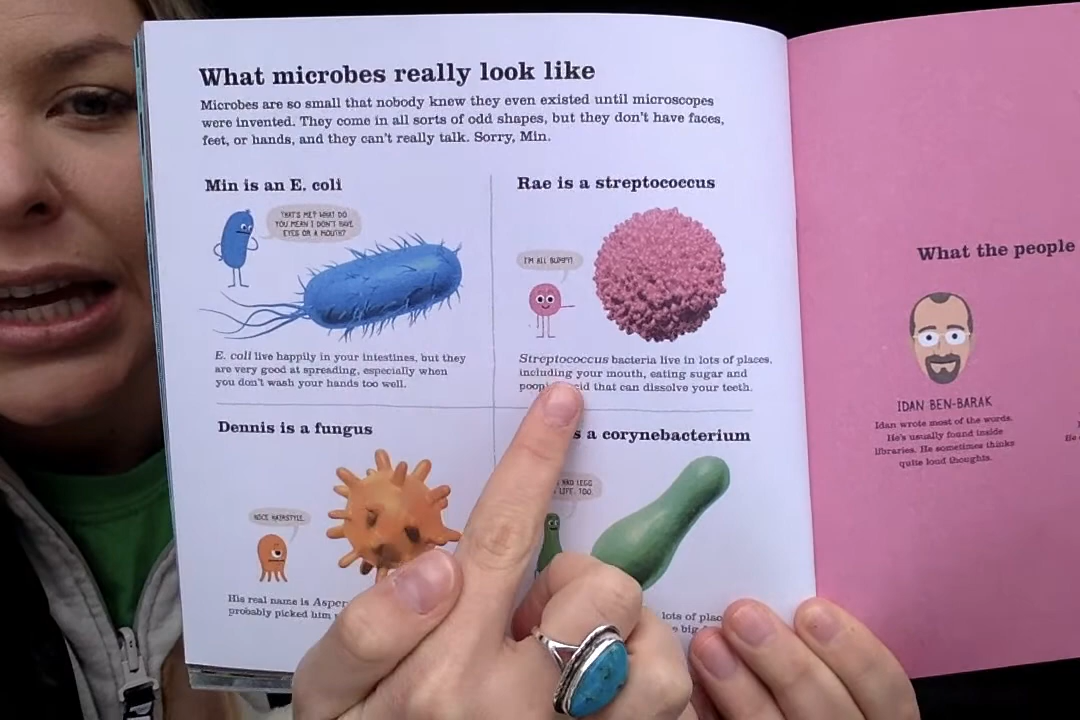 What microbes really look like
Microbes are so small that nobody knew they even existed until microscopes
were invented. They come in all sorts of odd shapes, but they don't have faces,
feet, or hands, and they can't really talk. Sorry, Min.
Min is an E. coli
THAT'S ME? WHAT DO
YOU MEAN I DON'T HAVE
EYES OR A MOUTH?
E. coli live happily in your intestines, but they
are very good at spreading, especially when
you don't wash your hands too well.
Rae is a streptococcus
I'M ALL BUMPY!
Streptococcus bacteria live in lots of places,
including your mouth, eating sugar and
that can dissolve your teeth.
Dennis is a fungus
NICE HAIRSTYLE.
His real name is
probably picked him
a corynebacterium
LEGS
LEFT, TOO.
lots of
big
What the people
IDAN BEN-BARAK
Idan wrote most of the words.
He's usually found inside
libraries. He sometimes thinks
quite loud thoughts.